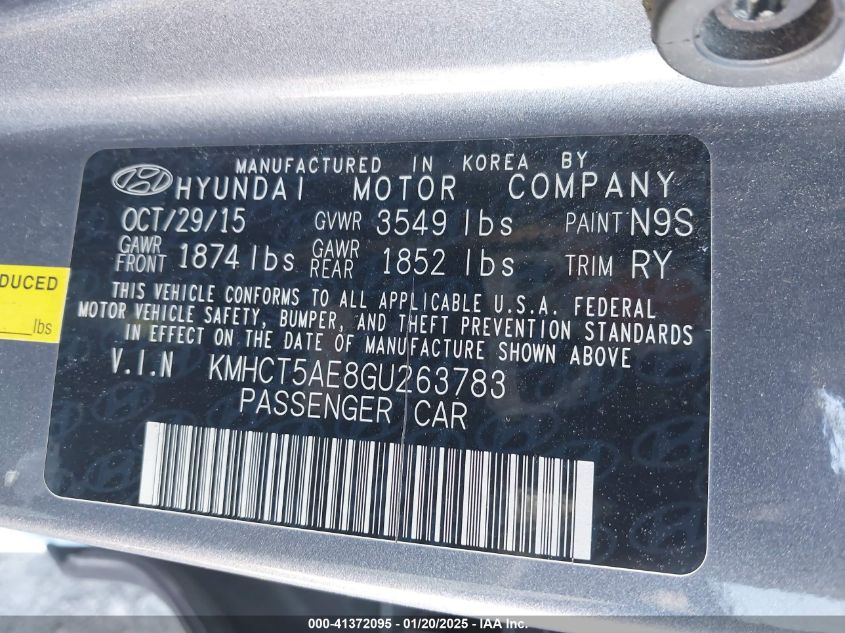 MANUFACTURED IN KOREA BY
HYUNDAI MOTOR COMPANY
OCT/29/15 GVWR 3549 lbs PAINT N9S
GAWR FRONT 1874 lbs GAWR REAR 1852 lbs TRIM RY
THIS VEHICLE CONFORMS TO ALL APPLICABLE U.S.A. FEDERAL
MOTOR VEHICLE SAFETY, BUMPER, AND THEFT PREVENTION STANDARDS
IN EFFECT ON THE DATE OF MANUFACTURE SHOWN ABOVE
V.I.N KMHCT5AE8GU263783
PASSENGER CAR
DUCED
lbs
000-41372095 - 01/20/2025 - IAA Inc.